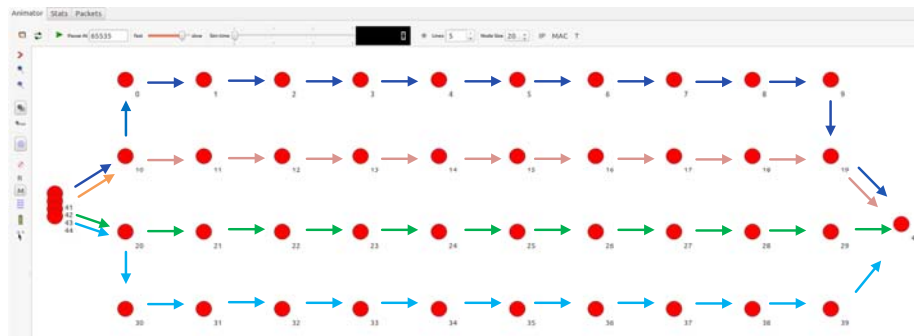 Animator Stats Packets
Pause At 65535 Fast slow Sim time 0 Lines 5 Node Size 20 IP MAC T
0 1 2 3 4 5 6 7 8 9
10 11 12 13 14 15 16 17 18 19
41
42
43
44
20 21 22 23 24 25 26 27 28 29
30 31 32 33 34 35 36 37 38 39
R
M